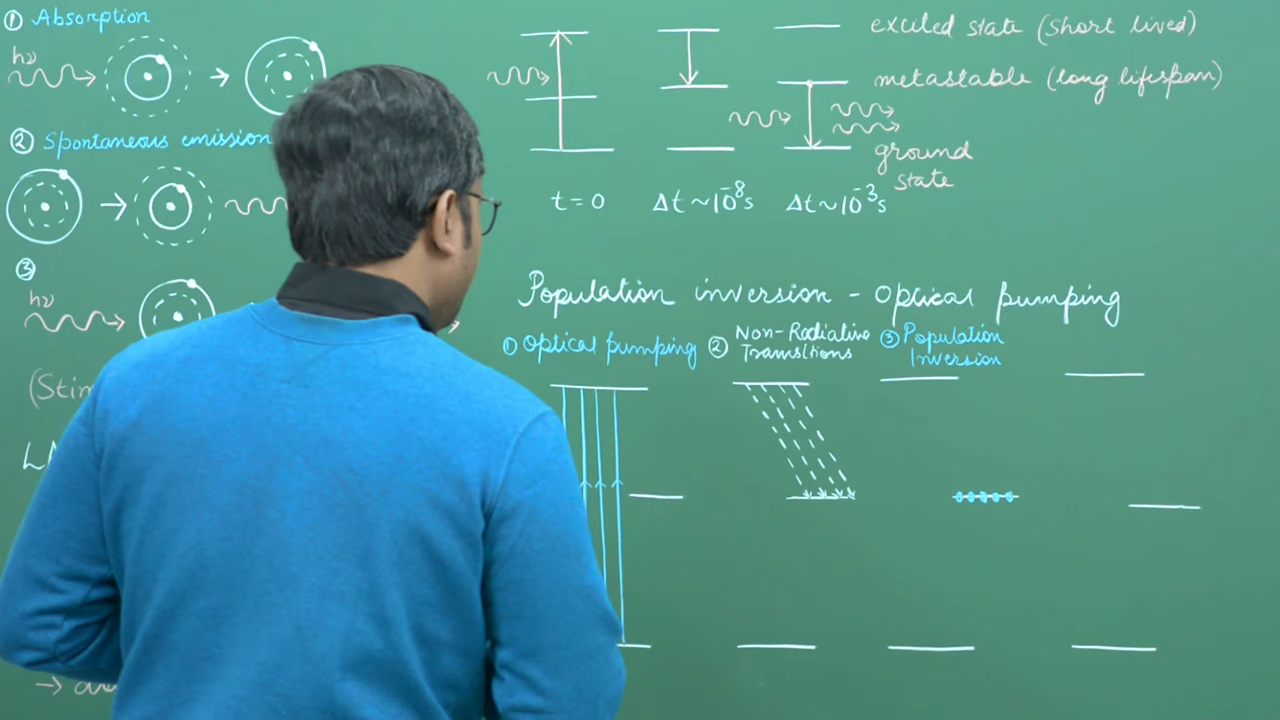 ① Absorption
hν
② Spontaneous emission
③
hν
(Stim
→
excited state (short lived)
metastable (long lifespan)
ground
state
t = 0 Δt ~ 10⁻⁸s Δt ~ 10⁻³s
Population inversion - Optical pumping
① Optical pumping ② Non-Radiative Transitions ③ Population Inversion